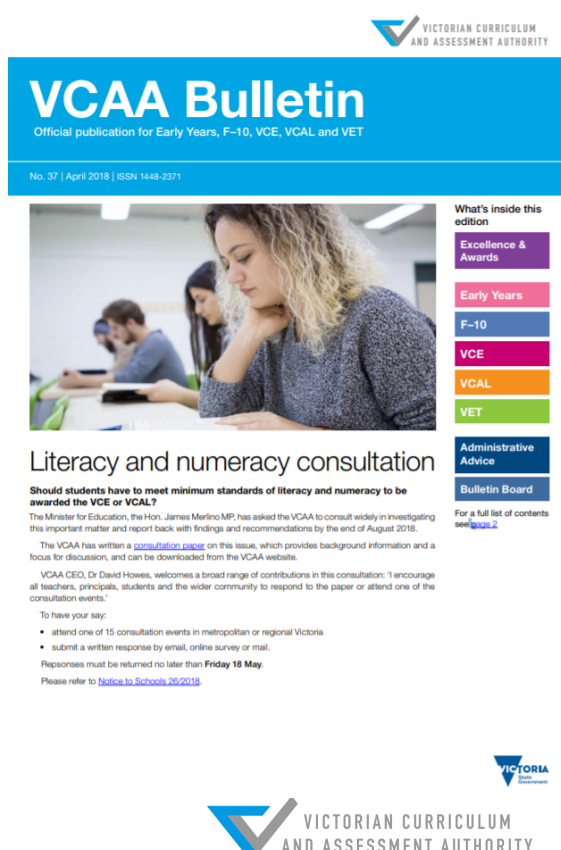 VICTORIAN CURRICULUM
AND ASSESSMENT AUTHORITY
VCAA Bulletin
Official publication for Early Years, F–10, VCE, VCAL and VET
No. 37 | April 2018 | ISSN 1448-2371
What's inside this
edition
Excellence &
Awards
Early Years
F–10
VCE
VCAL
VET
Administrative
Advice
Bulletin Board
For a full list of contents
see page 2
Literacy and numeracy consultation
Should students have to meet minimum standards of literacy and numeracy to be
awarded the VCE or VCAL?
The Minister for Education, the Hon. James Merlino MP, has asked the VCAA to consult widely in investigating
this important matter and report back with findings and recommendations by the end of August 2018.
The VCAA has written a consultation paper on this issue, which provides background information and a
focus for discussion, and can be downloaded from the VCAA website.
VCAA CEO, Dr David Howes, welcomes a broad range of contributions in this consultation: 'I encourage
all teachers, principals, students and the wider community to respond to the paper or attend one of the
consultation events.'
To have your say:
• attend one of 15 consultation events in metropolitan or regional Victoria
• submit a written response by email, online survey or mail.
Repsonses must be returned no later than Friday 18 May.
Please refer to Notice to Schools 26/2018.
VICTORIA
State
Government
VICTORIAN CURRICULUM
AND ASSESSMENT AUTHORITY